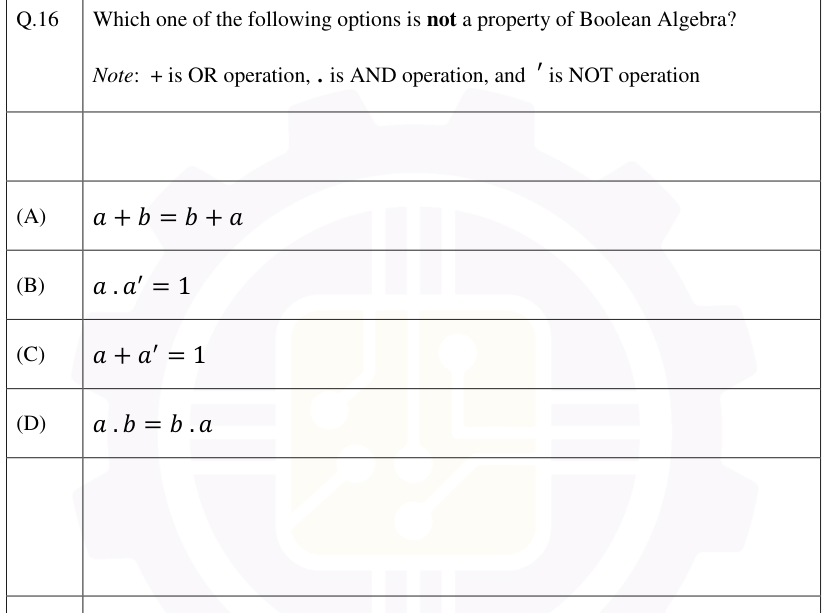 Q.16 Which one of the following options is not a property of Boolean Algebra?
Note: + is OR operation, . is AND operation, and ′ is NOT operation
(A) a + b = b + a
(B) a . a′ = 1
(C) a + a′ = 1
(D) a . b = b . a